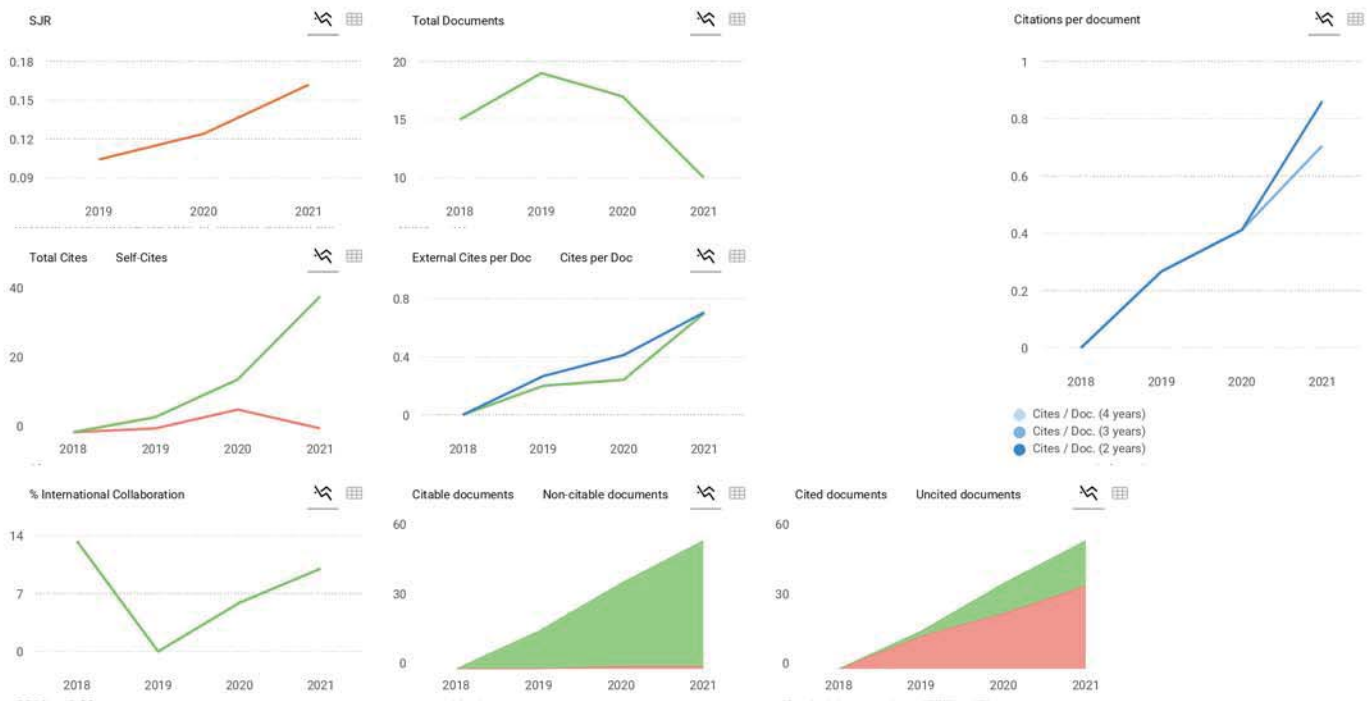 SJR
0.18
0.15
0.12
0.09
2019 2020 2021
Total Documents
20
15
10
2018 2019 2020 2021
Citations per document
1
0.8
0.6
0.4
0.2
0
2018 2019 2020 2021
Cites / Doc. (4 years)
Cites / Doc. (3 years)
Cites / Doc. (2 years)
Total Cites Self-Cites
40
20
0
2018 2019 2020 2021
External Cites per Doc Cites per Doc
0.8
0.4
0
2018 2019 2020 2021
% International Collaboration
14
7
0
2018 2019 2020 2021
Citable documents Non-citable documents
60
30
0
2018 2019 2020 2021
Cited documents Uncited documents
60
30
0
2018 2019 2020 2021